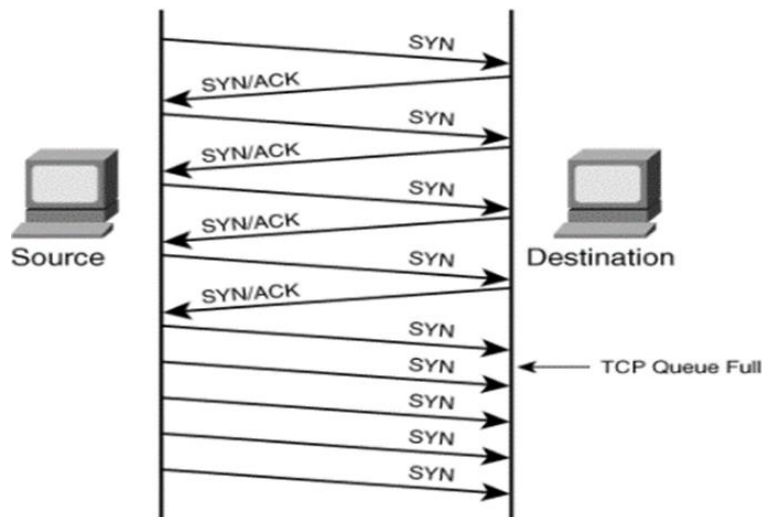 SYN
SYN/ACK
SYN
SYN/ACK
SYN
SYN/ACK
SYN
SYN/ACK
SYN
SYN
SYN
SYN
SYN
Source
Destination
TCP Queue Full